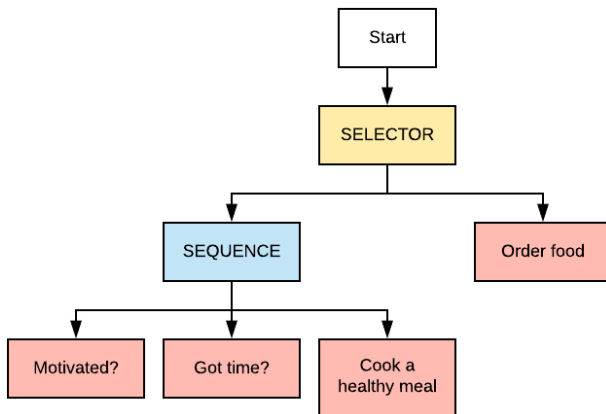 Start
SELECTOR
SEQUENCE
Order food
Motivated?
Got time?
Cook a
healthy meal